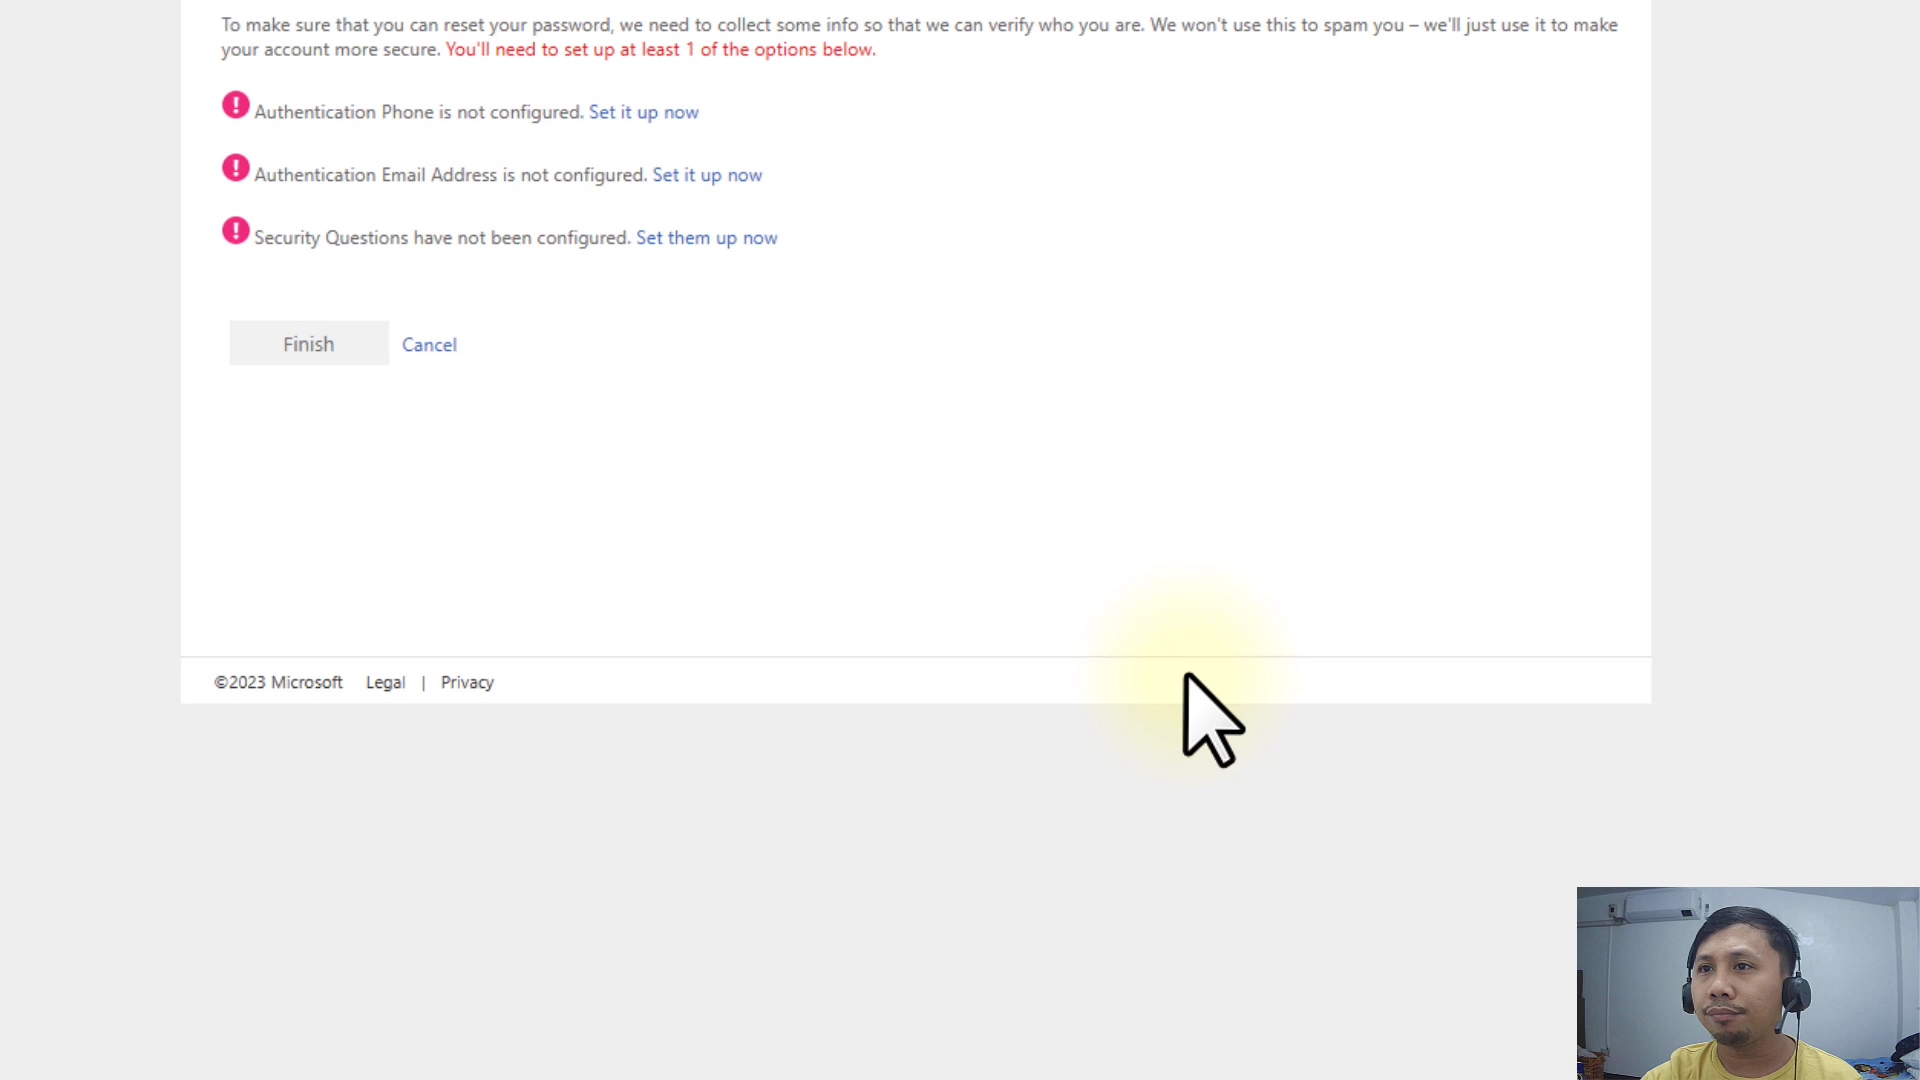 To make sure that you can reset your password, we need to collect some info so that we can verify who you are. We won't use this to spam you – we'll just use it to make
your account more secure. You'll need to set up at least 1 of the options below.
! Authentication Phone is not configured. Set it up now
! Authentication Email Address is not configured. Set it up now
! Security Questions have not been configured. Set them up now
Finish Cancel
©2023 Microsoft Legal | Privacy